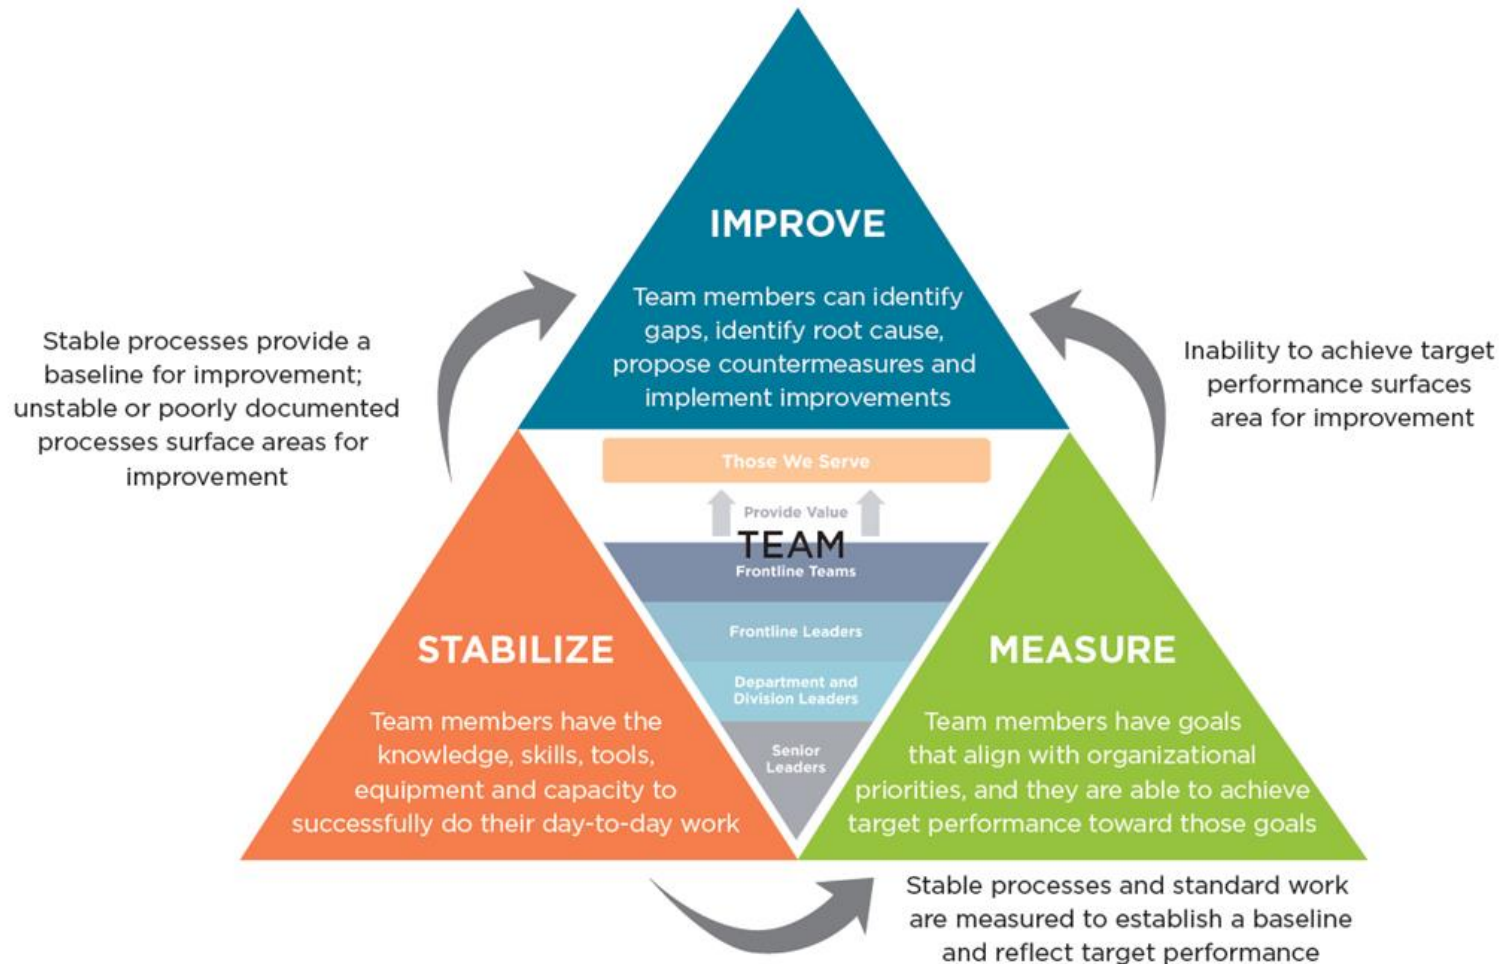 IMPROVE
Team members can identify
gaps, identify root cause,
propose countermeasures and
implement improvements
Stable processes provide a
baseline for improvement;
unstable or poorly documented
processes surface areas for
improvement
Inability to achieve target
performance surfaces
area for improvement
Those We Serve
Provide Value
TEAM
Frontline Teams
Frontline Leaders
Department and
Division Leaders
Senior
Leaders
STABILIZE
Team members have the
knowledge, skills, tools,
equipment and capacity to
successfully do their day-to-day work
MEASURE
Team members have goals
that align with organizational
priorities, and they are able to achieve
target performance toward those goals
Stable processes and standard work
are measured to establish a baseline
and reflect target performance